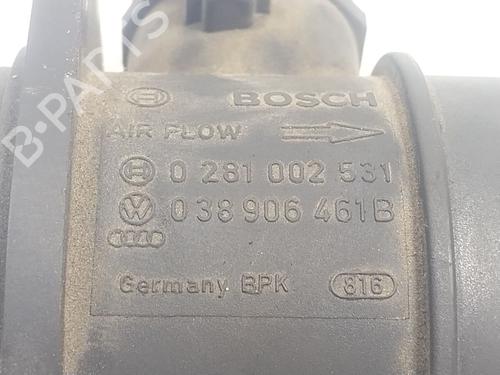 B-PARTS
BOSCH
AIR FLOW
0 281 002 531
038 906 461B
Germany BPK 816